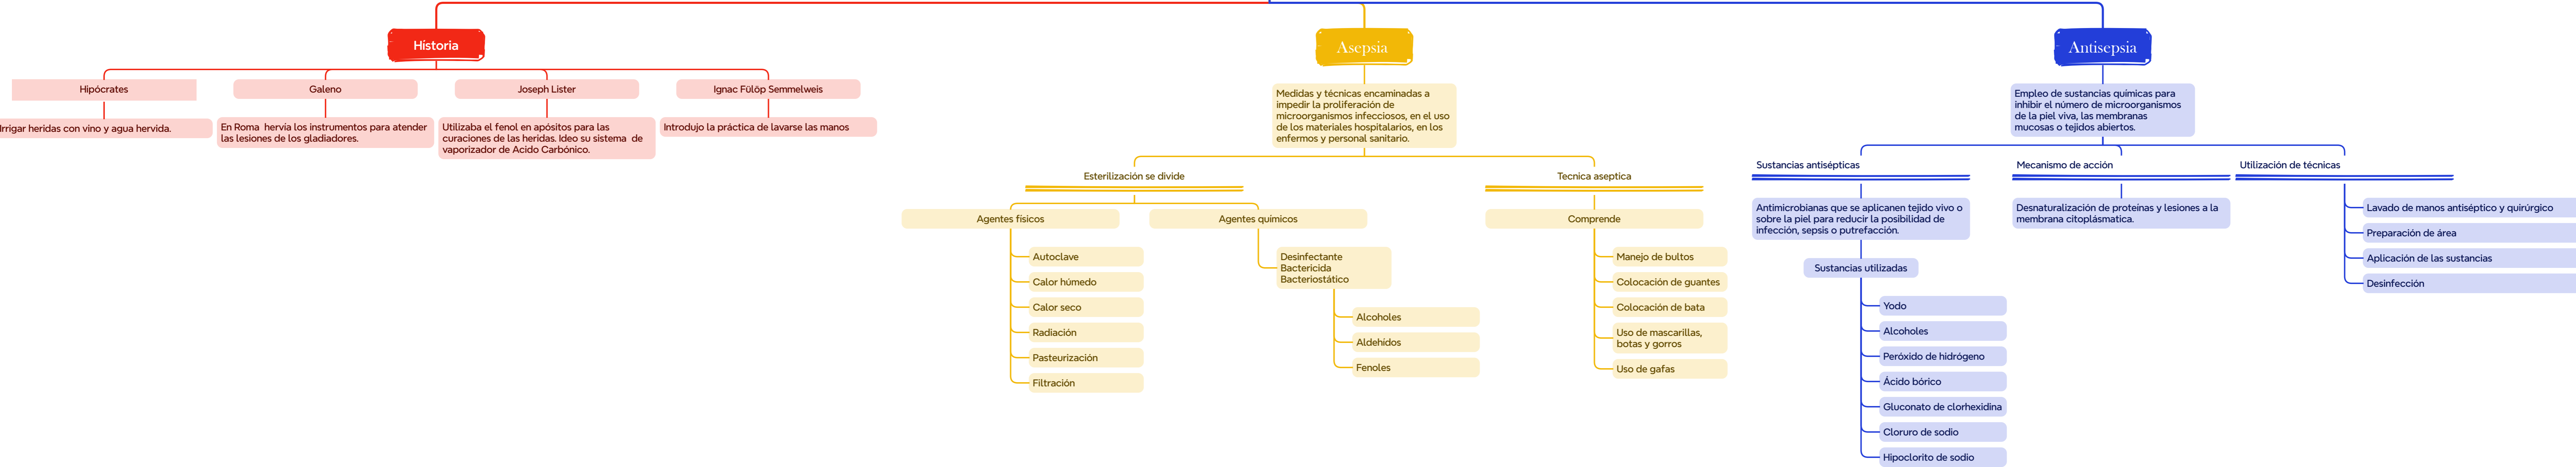 Historia
Hipócrates
Irrigar heridas con vino y agua hervida.
Galeno
En Roma  hervía los instrumentos para atender
las lesiones de los gladiadores.
Joseph Lister
Utilizaba el fenol en apósitos para las
curaciones de las heridas. Ideo su sistema  de
vaporizador de Acido Carbónico.
Ignac Fülöp Semmelweis
Introdujo la práctica de lavarse las manos
Asepsia
Medidas y técnicas encaminadas a
impedir la proliferación de
microorganismos infecciosos, en el uso
de los materiales hospitalarios, en los
enfermos y personal sanitario.
Esterilización se divide
Agentes físicos
Autoclave
Calor húmedo
Calor seco
Radiación
Pasteurización
Filtración
Agentes químicos
Desinfectante
Bactericida
Bacteriostático
Alcoholes
Aldehídos
Fenoles
Tecnica aseptica
Comprende
Manejo de bultos
Colocación de guantes
Colocación de bata
Uso de mascarillas,
botas y gorros
Uso de gafas
Antisepsia
Empleo de sustancias químicas para
inhibir el número de microorganismos
de la piel viva, las membranas
mucosas o tejidos abiertos.
Sustancias antisépticas
Antimicrobianas que se aplicanen tejido vivo o
sobre la piel para reducir la posibilidad de
infección, sepsis o putrefacción.
Sustancias utilizadas
Yodo
Alcoholes
Peróxido de hidrógeno
Ácido bórico
Gluconato de clorhexidina
Cloruro de sodio
Hipoclorito de sodio
Mecanismo de acción
Desnaturalización de proteínas y lesiones a la
membrana citoplásmatica.
Utilización de técnicas
Lavado de manos antiséptico y quirúrgico
Preparación de área
Aplicación de las sustancias
Desinfección